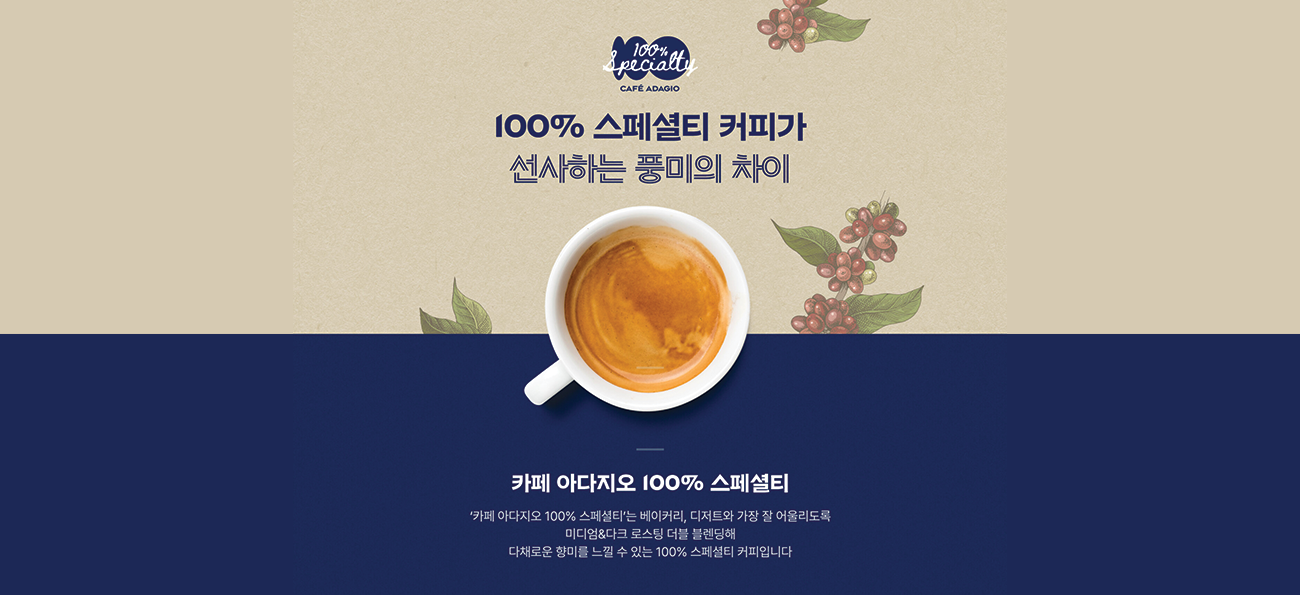 100%
Specialty
CAFÉ ADAGIO
100% 스페셜티 커피가
선사하는 풍미의 차이
카페 아다지오 100% 스페셜티
‘카페 아다지오 100% 스페셜티’는 베이커리, 디저트와 가장 잘 어울리도록
미디엄&다크 로스팅 더블 블렌딩해
다채로운 향미를 느낄 수 있는 100% 스페셜티 커피입니다